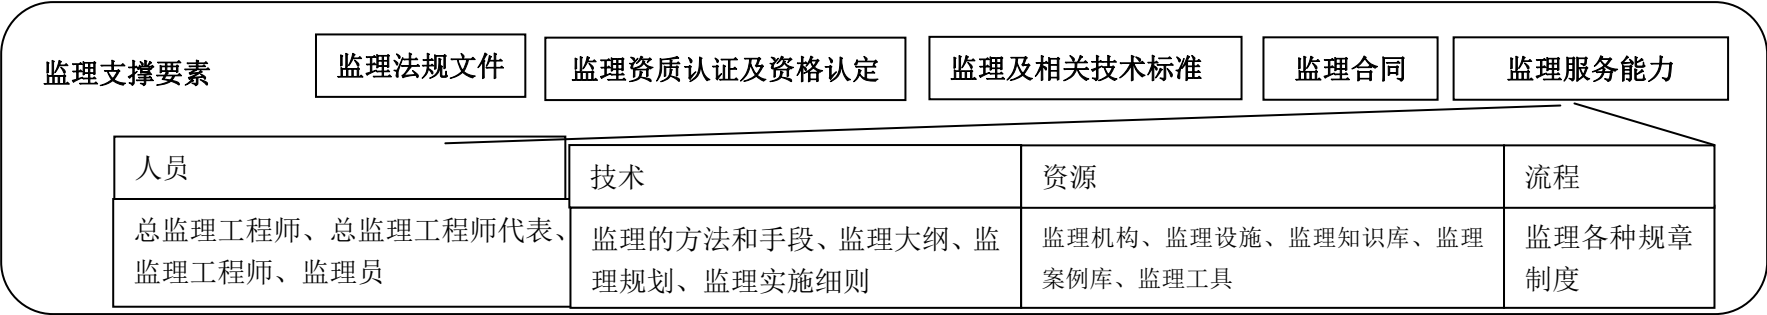 监理支撑要素
监理法规文件
监理资质认证及资格认定
监理及相关技术标准
监理合同
监理服务能力
人员
技术
资源
流程
总监理工程师、总监理工程师代表、
监理工程师、监理员
监理的方法和手段、监理大纲、监
理规划、监理实施细则
监理机构、监理设施、监理知识库、监理
案例库、监理工具
监理各种规章
制度